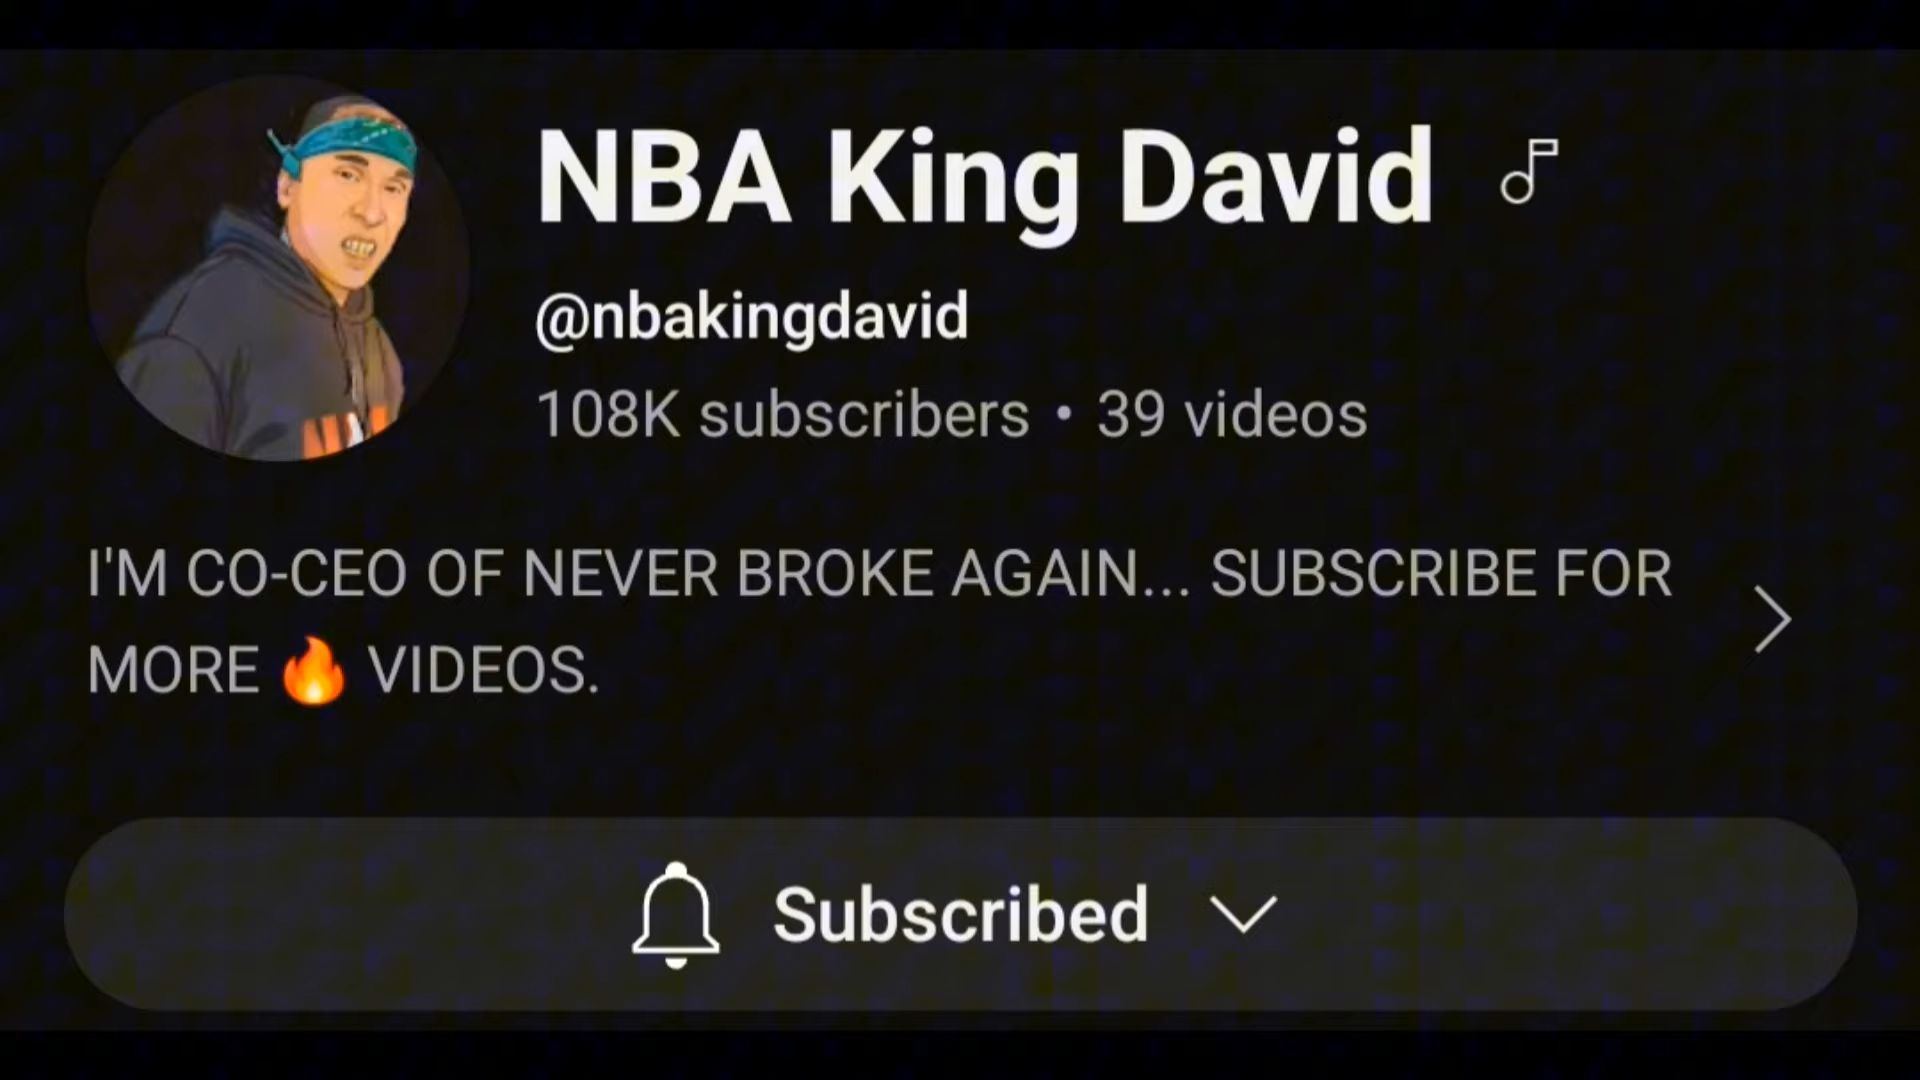 NBA King David
@nbakingdavid
108K subscribers • 39 videos
I'M CO-CEO OF NEVER BROKE AGAIN... SUBSCRIBE FOR
MORE 🔥 VIDEOS.
Subscribed